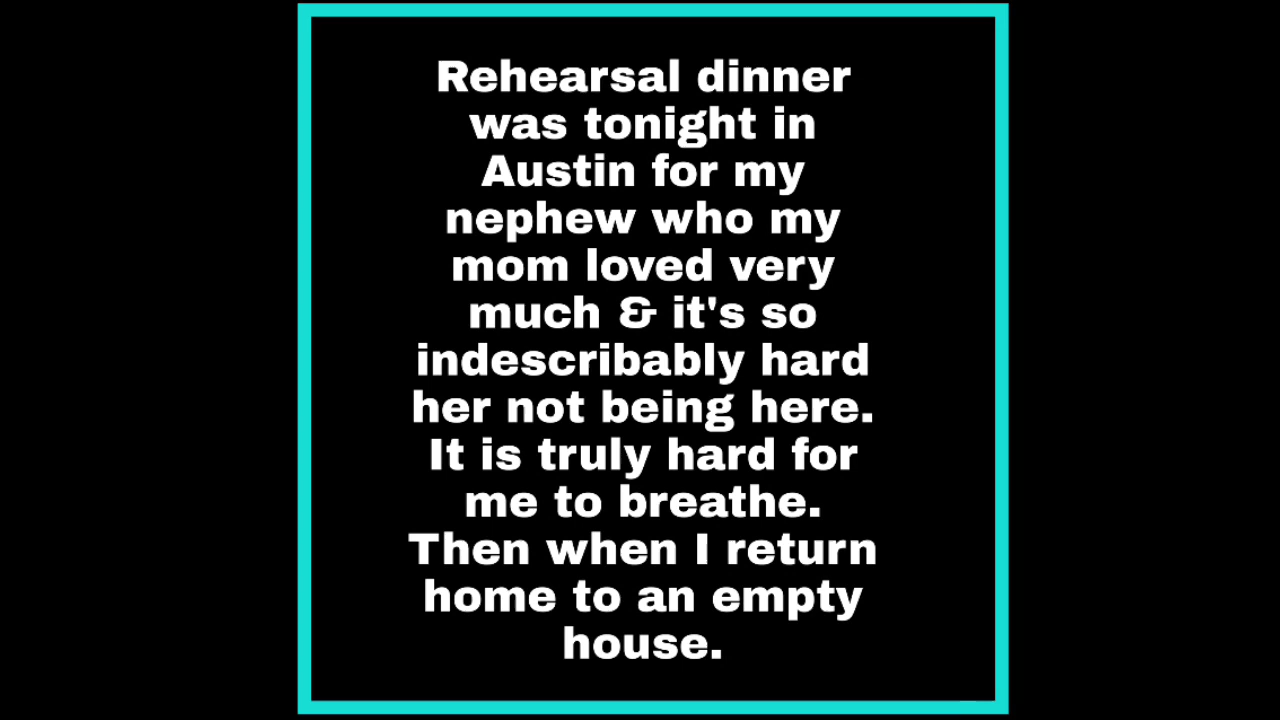 Rehearsal dinner
was tonight in
Austin for my
nephew who my
mom loved very
much & it's so
indescribably hard
her not being here.
It is truly hard for
me to breathe.
Then when I return
home to an empty
house.